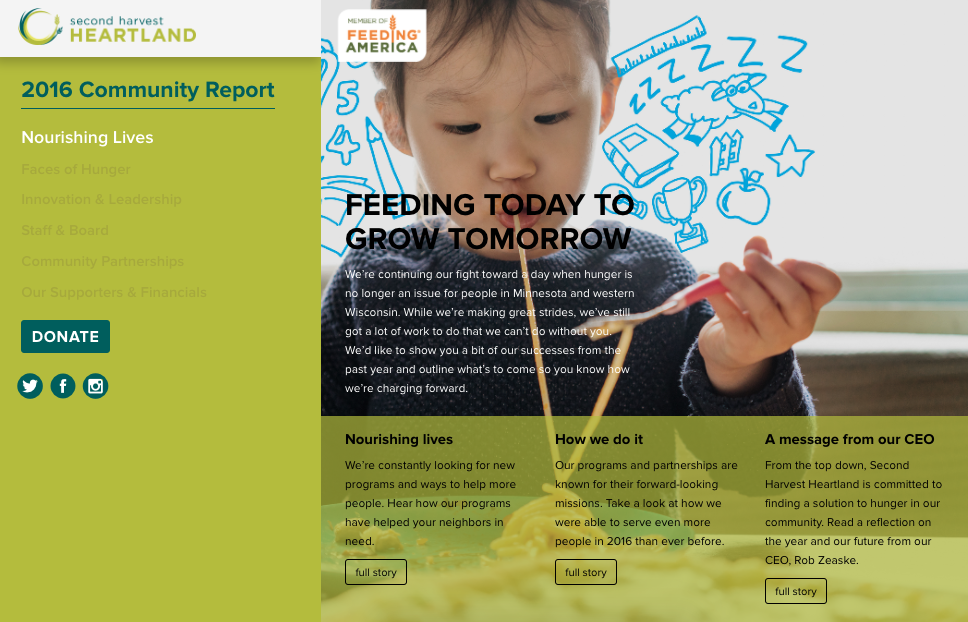 second harvest
HEARTLAND
2016 Community Report
Nourishing Lives
Faces of Hunger
Innovation & Leadership
Staff & Board
Community Partnerships
Our Supporters & Financials
DONATE
MEMBER OF
FEEDING®
AMERICA
5
4
Z Z Z Z Z Z
FEEDING TODAY TO
GROW TOMORROW
We’re continuing our fight toward a day when hunger is
no longer an issue for people in Minnesota and western
Wisconsin. While we’re making great strides, we’ve still
got a lot of work to do that we can’t do without you.
We’d like to show you a bit of our successes from the
past year and outline what’s to come so you know how
we’re charging forward.
Nourishing lives
We’re constantly looking for new
programs and ways to help more
people. Hear how our programs
have helped your neighbors in
need.
full story
How we do it
Our programs and partnerships are
known for their forward-looking
missions. Take a look at how we
were able to serve even more
people in 2016 than ever before.
full story
A message from our CEO
From the top down, Second
Harvest Heartland is committed to
finding a solution to hunger in our
community. Read a reflection on
the year and our future from our
CEO, Rob Zeaske.
full story